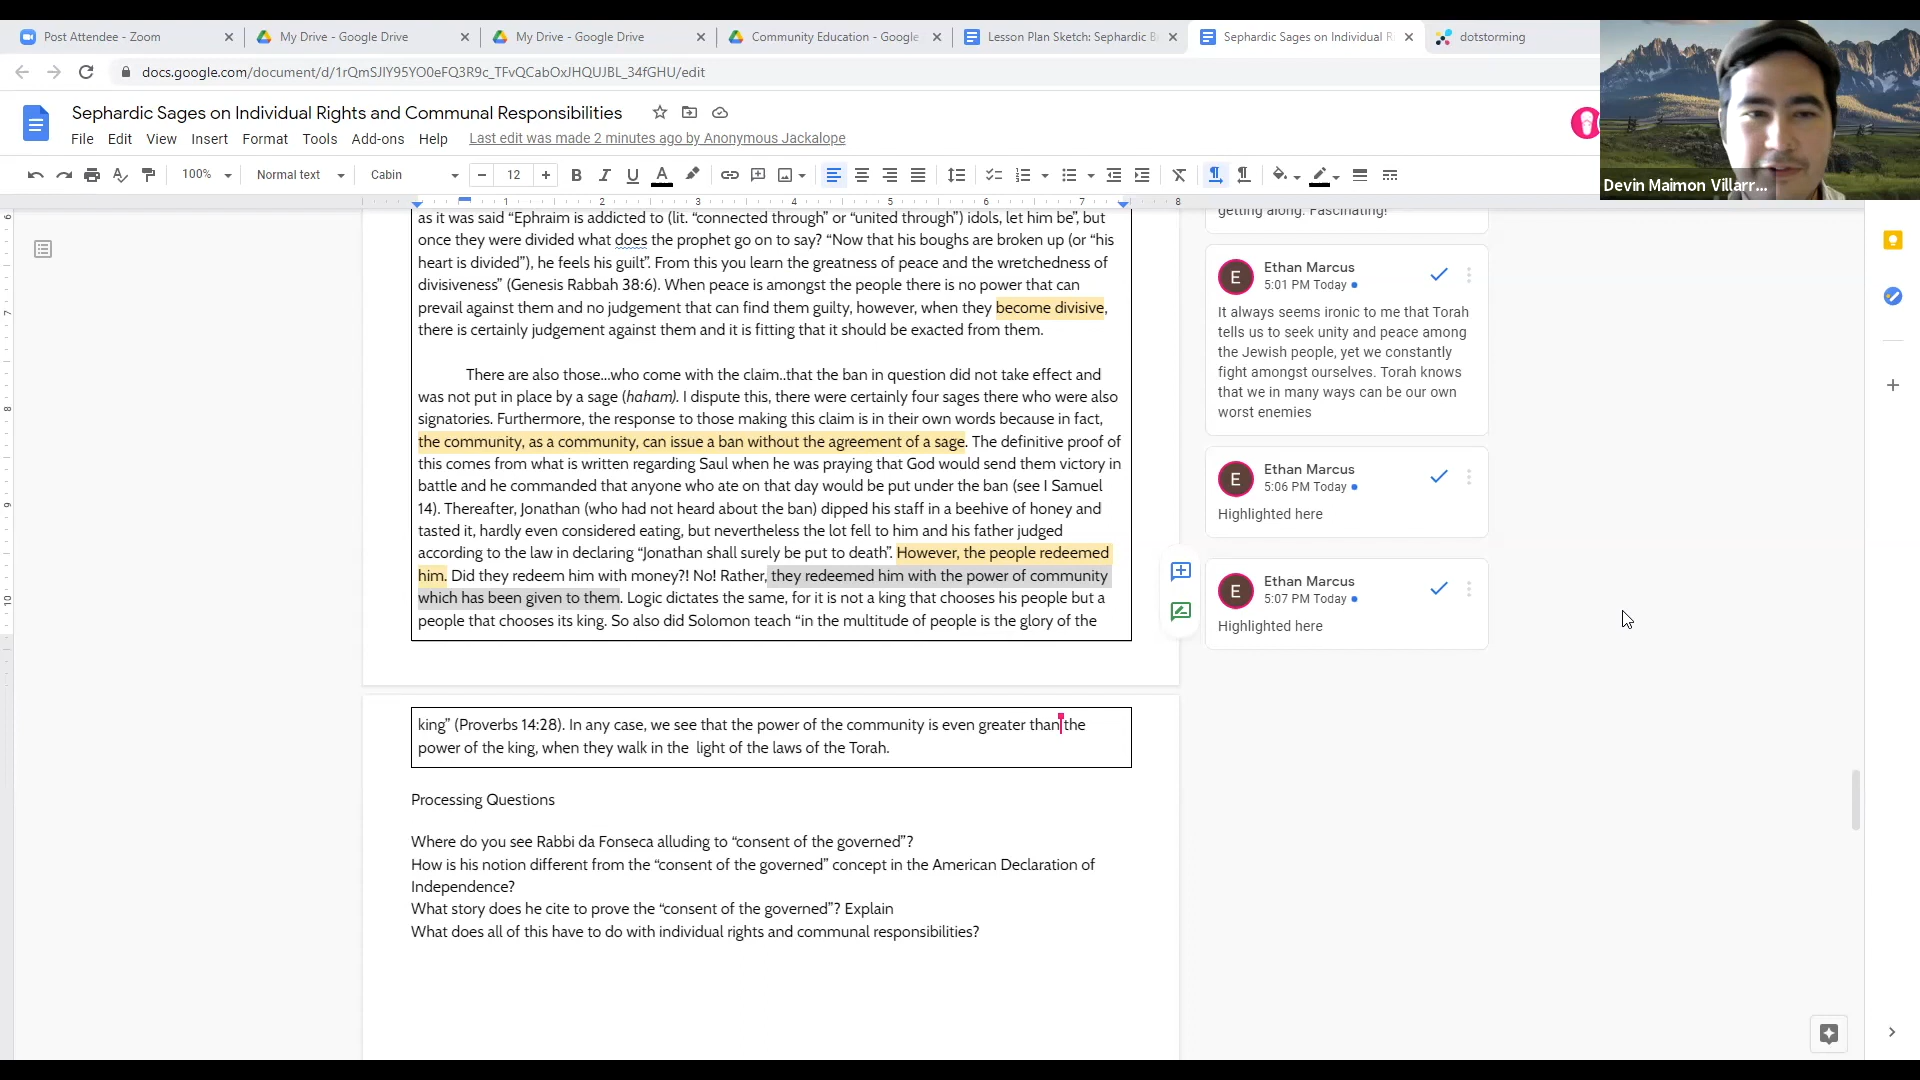 Post Attendee - Zoom
My Drive - Google Drive
My Drive - Google Drive
Community Education - Google
Lesson Plan Sketch: Sephardic B
Sephardic Sages on Individual R
dotstorming
docs.google.com/document/d/1rQmSJlY95YO0eFQ3R9c_TFvQCabOxJHQUJBL_34fGHU/edit
Sephardic Sages on Individual Rights and Communal Responsibilities
File Edit View Insert Format Tools Add-ons Help Last edit was made 2 minutes ago by Anonymous Jackalope
100% Normal text Cabin 12
Devin Maimon Villarr...
1 2 3 4 5 6 7 8
6
7
8
9
10
as it was said “Ephraim is addicted to (lit. “connected through” or “united through”) idols, let him be”, but
once they were divided what does the prophet go on to say? “Now that his boughs are broken up (or “his
heart is divided”), he feels his guilt”. From this you learn the greatness of peace and the wretchedness of
divisiveness” (Genesis Rabbah 38:6). When peace is amongst the people there is no power that can
prevail against them and no judgement that can find them guilty, however, when they become divisive,
there is certainly judgement against them and it is fitting that it should be exacted from them.
There are also those...who come with the claim..that the ban in question did not take effect and
was not put in place by a sage (haham). I dispute this, there were certainly four sages there who were also
signatories. Furthermore, the response to those making this claim is in their own words because in fact,
the community, as a community, can issue a ban without the agreement of a sage. The definitive proof of
this comes from what is written regarding Saul when he was praying that God would send them victory in
battle and he commanded that anyone who ate on that day would be put under the ban (see I Samuel
14). Thereafter, Jonathan (who had not heard about the ban) dipped his staff in a beehive of honey and
tasted it, hardly even considered eating, but nevertheless the lot fell to him and his father judged
according to the law in declaring “Jonathan shall surely be put to death”. However, the people redeemed
him. Did they redeem him with money?! No! Rather, they redeemed him with the power of community
which has been given to them. Logic dictates the same, for it is not a king that chooses his people but a
people that chooses its king. So also did Solomon teach “in the multitude of people is the glory of the
king” (Proverbs 14:28). In any case, we see that the power of the community is even greater than the
power of the king, when they walk in the light of the laws of the Torah.
Processing Questions
Where do you see Rabbi da Fonseca alluding to “consent of the governed”?
How is his notion different from the “consent of the governed” concept in the American Declaration of
Independence?
What story does he cite to prove the “consent of the governed”? Explain
What does all of this have to do with individual rights and communal responsibilities?
getting along. Fascinating!
E
Ethan Marcus
5:01 PM Today
It always seems ironic to me that Torah
tells us to seek unity and peace among
the Jewish people, yet we constantly
fight amongst ourselves. Torah knows
that we in many ways can be our own
worst enemies
E
Ethan Marcus
5:06 PM Today
Highlighted here
E
Ethan Marcus
5:07 PM Today
Highlighted here